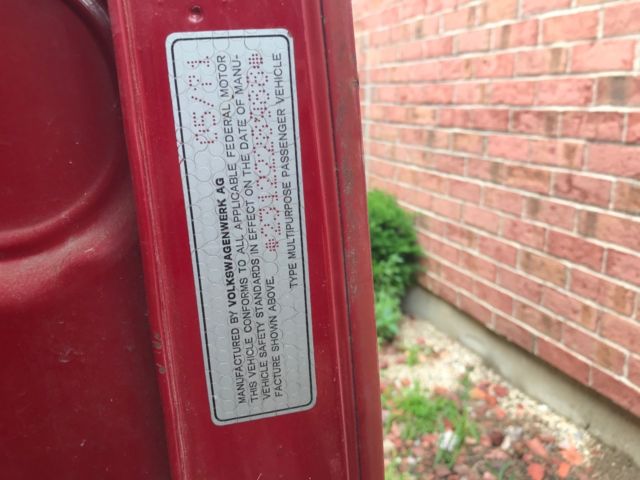 MANUFACTURED BY VOLKSWAGENWERK AG 05/71
THIS VEHICLE CONFORMS TO ALL APPLICABLE FEDERAL MOTOR
VEHICLE SAFETY STANDARDS IN EFFECT ON THE DATE OF MANU-
FACTURE SHOWN ABOVE.
TYPE MULTIPURPOSE PASSENGER VEHICLE